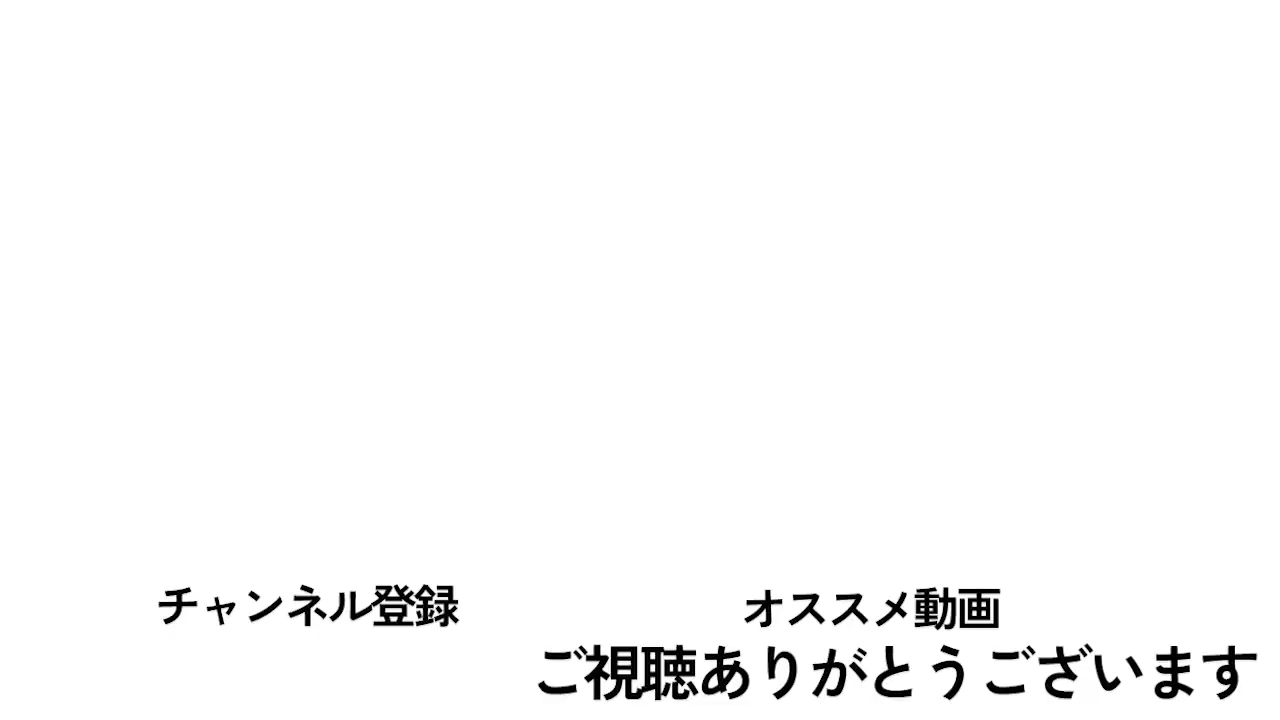 チャンネル登録
オススメ動画
ご視聴ありがとうございます